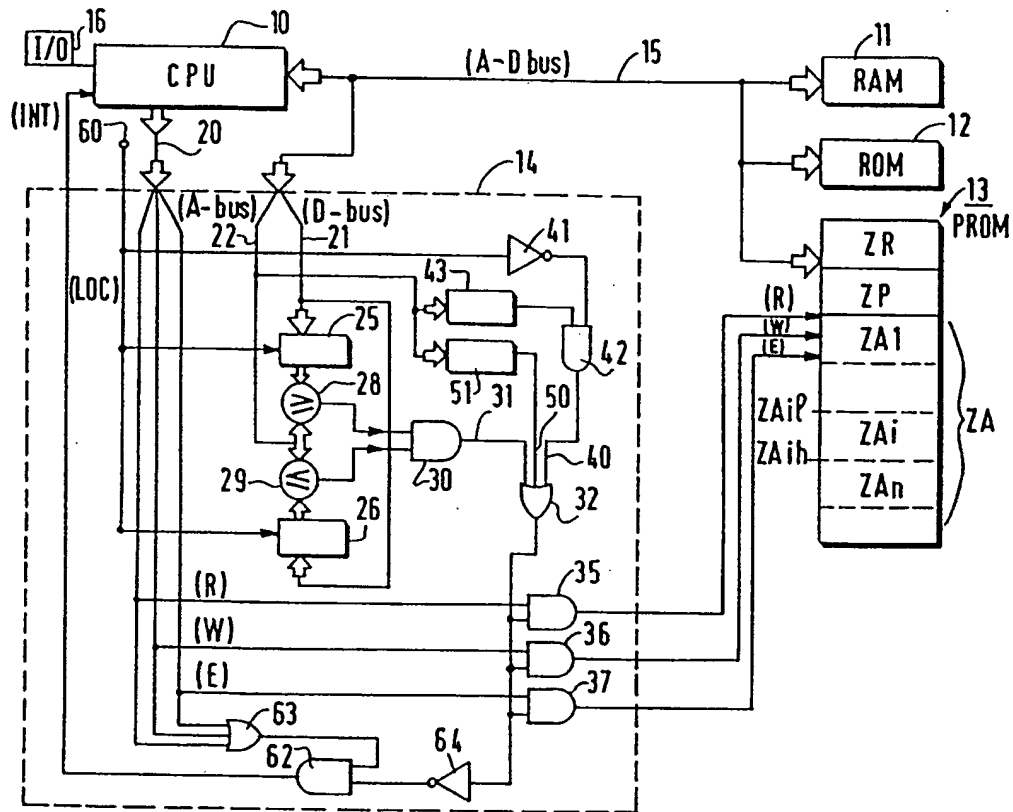 16
10
I/O
CPU
(A-D bus)
15
11
RAM
12
ROM
13
PROM
(INT)
60
20
14
(A-bus)
(D-bus)
22
21
41
43
(LOC)
25
51
42
28
31
50
29
30
40
32
26
ZR
ZP
(R)
(W)
(E)
ZA1
ZAiℓ
ZAi
ZAih
ZAn
ZA
(R)
35
(W)
36
(E)
37
63
62
64